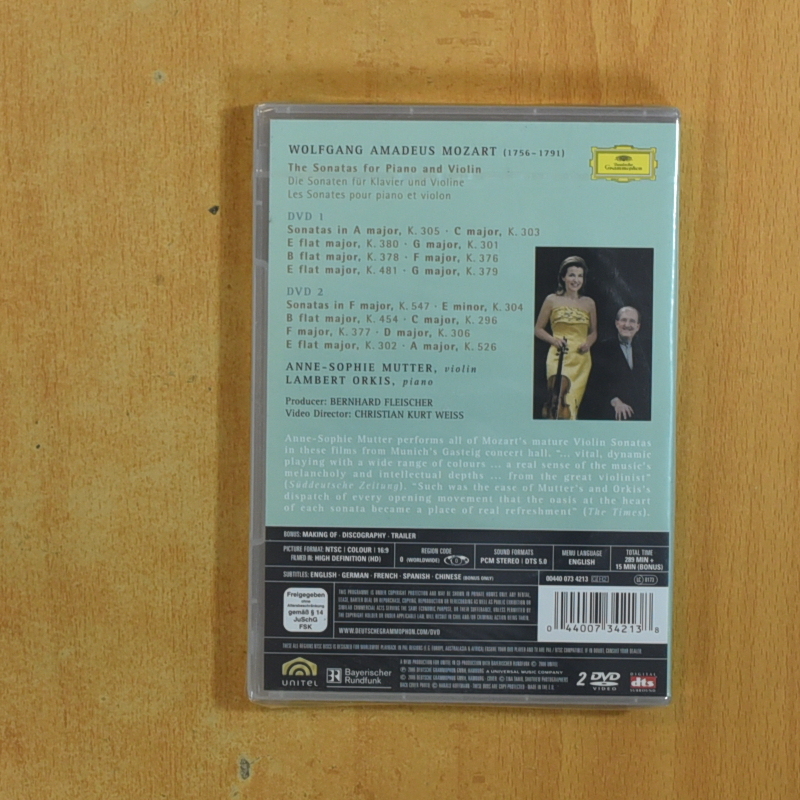 WOLFGANG AMADEUS MOZART (1756–1791)
Deutsche Grammophon
The Sonatas for Piano and Violin
Die Sonaten für Klavier und Violine
Les Sonates pour piano et violon
DVD 1
Sonatas in A major, K. 305 · C major, K. 303
E flat major, K. 380 · G major, K. 301
B flat major, K. 378 · F major, K. 376
E flat major, K. 481 · G major, K. 379
DVD 2
Sonatas in F major, K. 547 · E minor, K. 304
B flat major, K. 454 · C major, K. 296
F major, K. 377 · D major, K. 306
E flat major, K. 302 · A major, K. 526
ANNE-SOPHIE MUTTER, violin
LAMBERT ORKIS, piano
Producer: BERNHARD FLEISCHER
Video Director: CHRISTIAN KURT WEISS
Anne-Sophie Mutter performs all of Mozart's mature Violin Sonatas
in these films from Munich's Gasteig concert hall. "... vital, dynamic
playing with a wide range of colours ... a real sense of the music's
melancholy and intellectual depths ... from the great violinist"
(Süddeutsche Zeitung). "Such was the ease of Mutter's and Orkis's
dispatch of every opening movement that the oasis at the heart
of each sonata became a place of real refreshment" (The Times).
BONUS: MAKING OF · DISCOGRAPHY · TRAILER
PICTURE FORMAT: NTSC | COLOUR | 16:9
FILMED IN: HIGH DEFINITION (HD)
REGION CODE
0 (WORLDWIDE)
SOUND FORMATS
PCM STEREO | DTS 5.0
MENU LANGUAGE
ENGLISH
TOTAL TIME
289 MIN +
15 MIN (BONUS)
SUBTITLES: ENGLISH · GERMAN · FRENCH · SPANISH · CHINESE (BONUS ONLY)
00440 073 4213
Freigegeben
ohne
Altersbeschränkung
gemäß § 14
JuSchG
FSK
WWW.DEUTSCHEGRAMMOPHON.COM/DVD
0 44007 34213 8
UNITEL
BR Bayerischer
Rundfunk
A UNIVERSAL MUSIC COMPANY
2 DVD
VIDEO
DIGITAL
dts
SURROUND